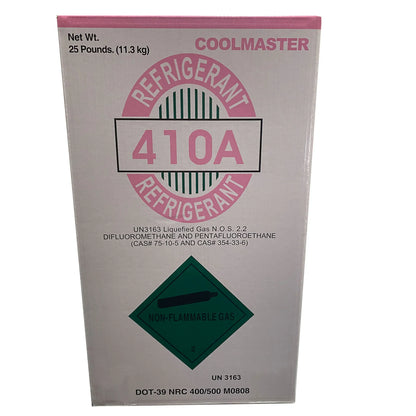 Net Wt.
25 Pounds. (11.3 kg)
COOLMASTER
REFRIGERANT
410A
REFRIGERANT
UN3163 Liquefied Gas N.O.S. 2.2
DIFLUOROMETHANE AND PENTAFLUOROETHANE
(CAS# 75-10-5 AND CAS# 354-33-6)
NON-FLAMMABLE GAS
2
UN 3163
DOT-39 NRC 400/500 M0808